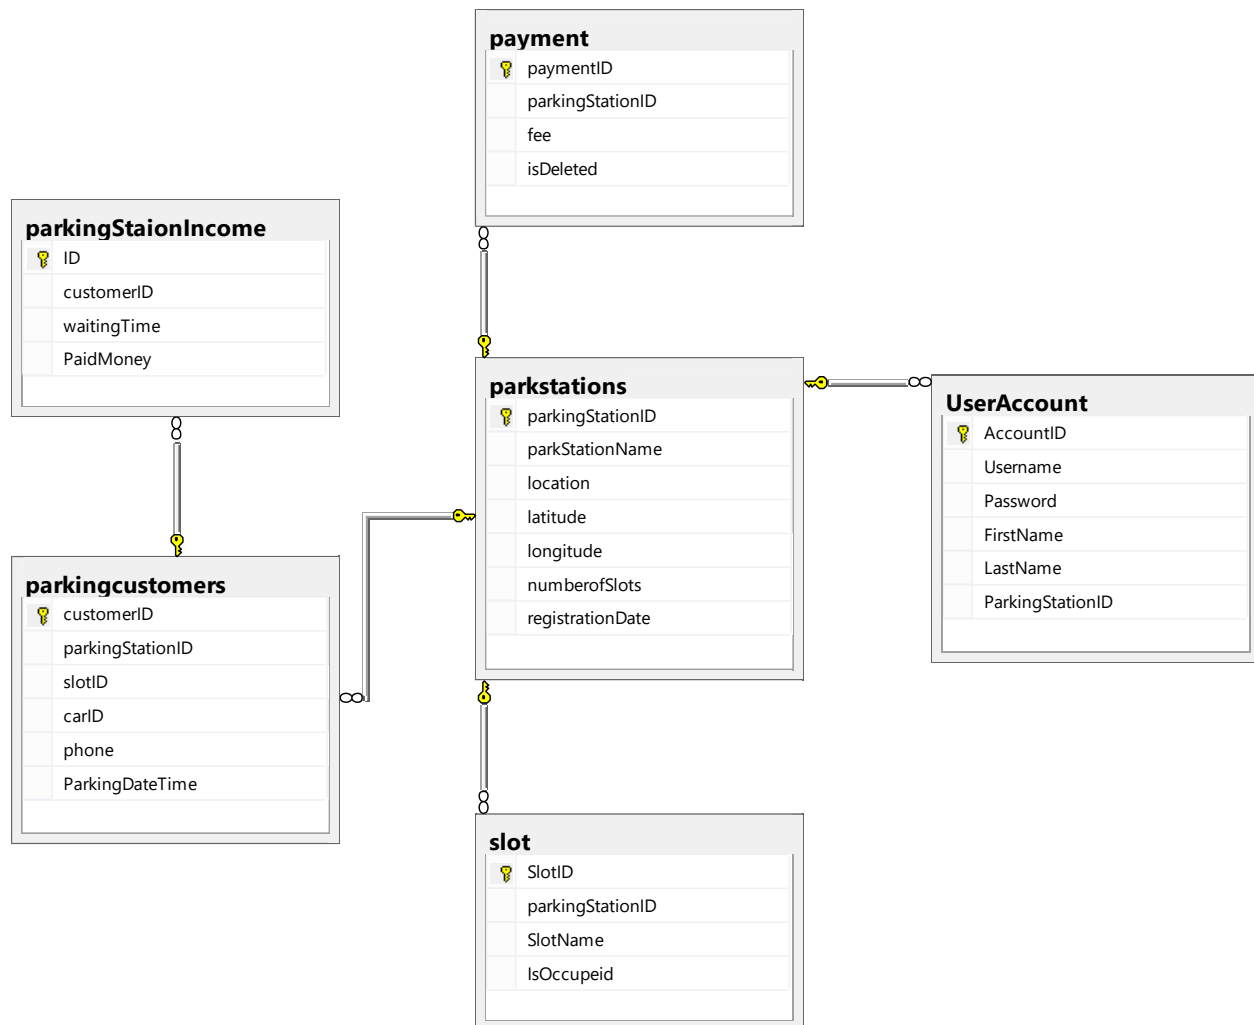 payment
paymentID
parkingStationID
fee
isDeleted
parkingStaionIncome
ID
customerID
waitingTime
PaidMoney
parkstations
parkingStationID
parkStationName
location
latitude
longitude
numberofSlots
registrationDate
UserAccount
AccountID
Username
Password
FirstName
LastName
ParkingStationID
parkingcustomers
customerID
parkingStationID
slotID
carID
phone
ParkingDateTime
slot
SlotID
parkingStationID
SlotName
IsOccupeid